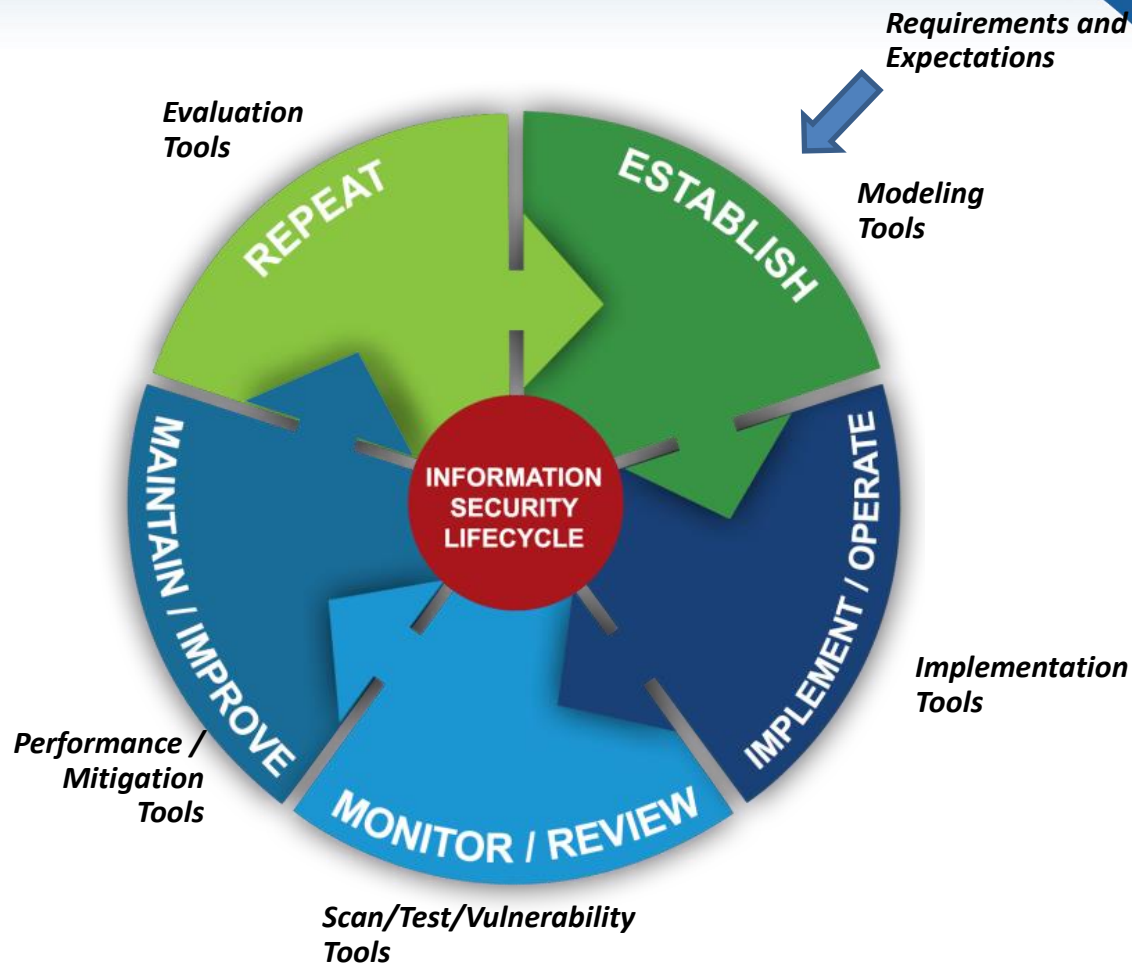 Requirements and
Expectations
Evaluation
Tools
REPEAT
ESTABLISH
Modeling
Tools
INFORMATION
SECURITY
LIFECYCLE
MAINTAIN / IMPROVE
IMPLEMENT / OPERATE
Implementation
Tools
Performance /
Mitigation
Tools
MONITOR / REVIEW
Scan/Test/Vulnerability
Tools